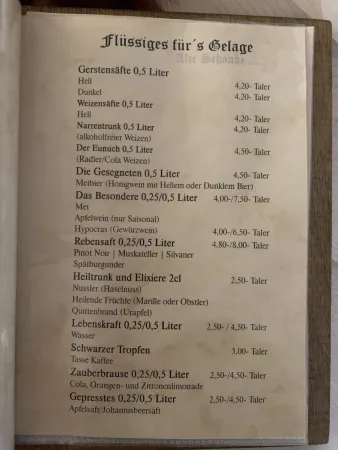 Flüssiges für´s Gelage
Gerstensäfte 0,5 Liter
Hell 4,20- Taler
Dunkel 4,20- Taler
Weizensäfte 0,5 Liter
Hell 4,20- Taler
Narrentrunk 0,5 Liter 4,20- Taler
(alkoholfreier Weizen)
Der Eunuch 0,5 Liter 4,50- Taler
(Radler/Cola Weizen)
Die Gesegneten 0,5 Liter 4,50- Taler
Metbier (Honigwein mit Hellem oder Dunklem Bier)
Das Besondere 0,25/0,5 Liter 4,00-/7,50- Taler
Met
Apfelwein (nur Saisonal)
Hypocras (Gewürzwein) 4,00-/6,50- Taler
Rebensaft 0,25/0,5 Liter 4,80-/8,00- Taler
Pinot Noir | Muskateller | Silvaner
Spätburgunder
Heiltrunk und Elixiere 2cl 2,50- Taler
Nussler (Haselnuss)
Heilende Früchte (Marille oder Obstler)
Quittenbrand (Urapfel)
Lebenskraft 0,25/0,5 Liter 2,50- / 4,50- Taler
Wasser
Schwarzer Tropfen 3,00- Taler
Tasse Kaffee
Zauberbrause 0,25/0,5 Liter 2,50-/4,50- Taler
Cola, Orangen- und Zitronenlimonade
Gepresstes 0,25/0,5 Liter 2,50-/4,50- Taler
Apfelsaft/Johannisbeersaft